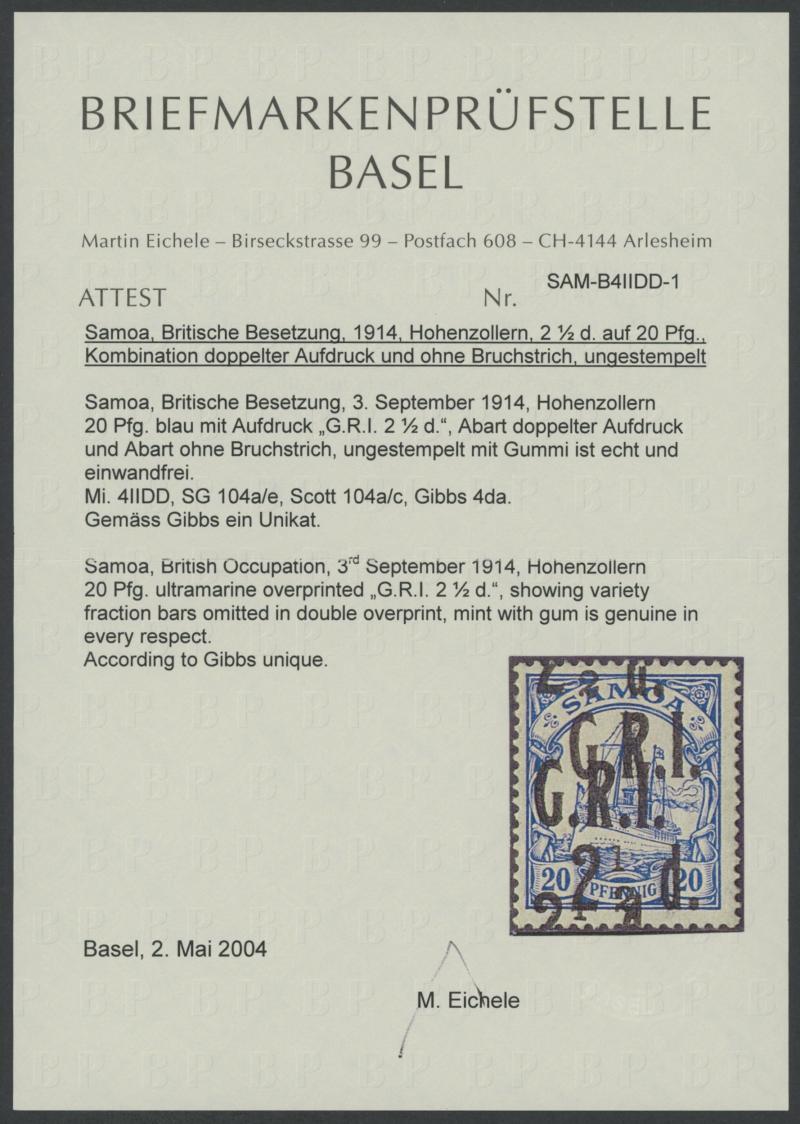 BRIEFMARKENPRÜFSTELLE
BASEL
Martin Eichele – Birseckstrasse 99 – Postfach 608 – CH-4144 Arlesheim
ATTEST Nr. SAM-B4IIDD-1
Samoa, Britische Besetzung, 1914, Hohenzollern, 2 ½ d. auf 20 Pfg.,
Kombination doppelter Aufdruck und ohne Bruchstrich, ungestempelt
Samoa, Britische Besetzung, 3. September 1914, Hohenzollern
20 Pfg. blau mit Aufdruck „G.R.I. 2 ½ d.“, Abart doppelter Aufdruck
und Abart ohne Bruchstrich, ungestempelt mit Gummi ist echt und
einwandfrei.
Mi. 4IIDD, SG 104a/e, Scott 104a/c, Gibbs 4da.
Gemäss Gibbs ein Unikat.
Samoa, British Occupation, 3rd September 1914, Hohenzollern
20 Pfg. ultramarine overprinted „G.R.I. 2 ½ d.“, showing variety
fraction bars omitted in double overprint, mint with gum is genuine in
every respect.
According to Gibbs unique.
SAMOA
G.R.I.
G.R.I.
2 1 d.
20 PFENNIG 20
Basel, 2. Mai 2004
M. Eichele